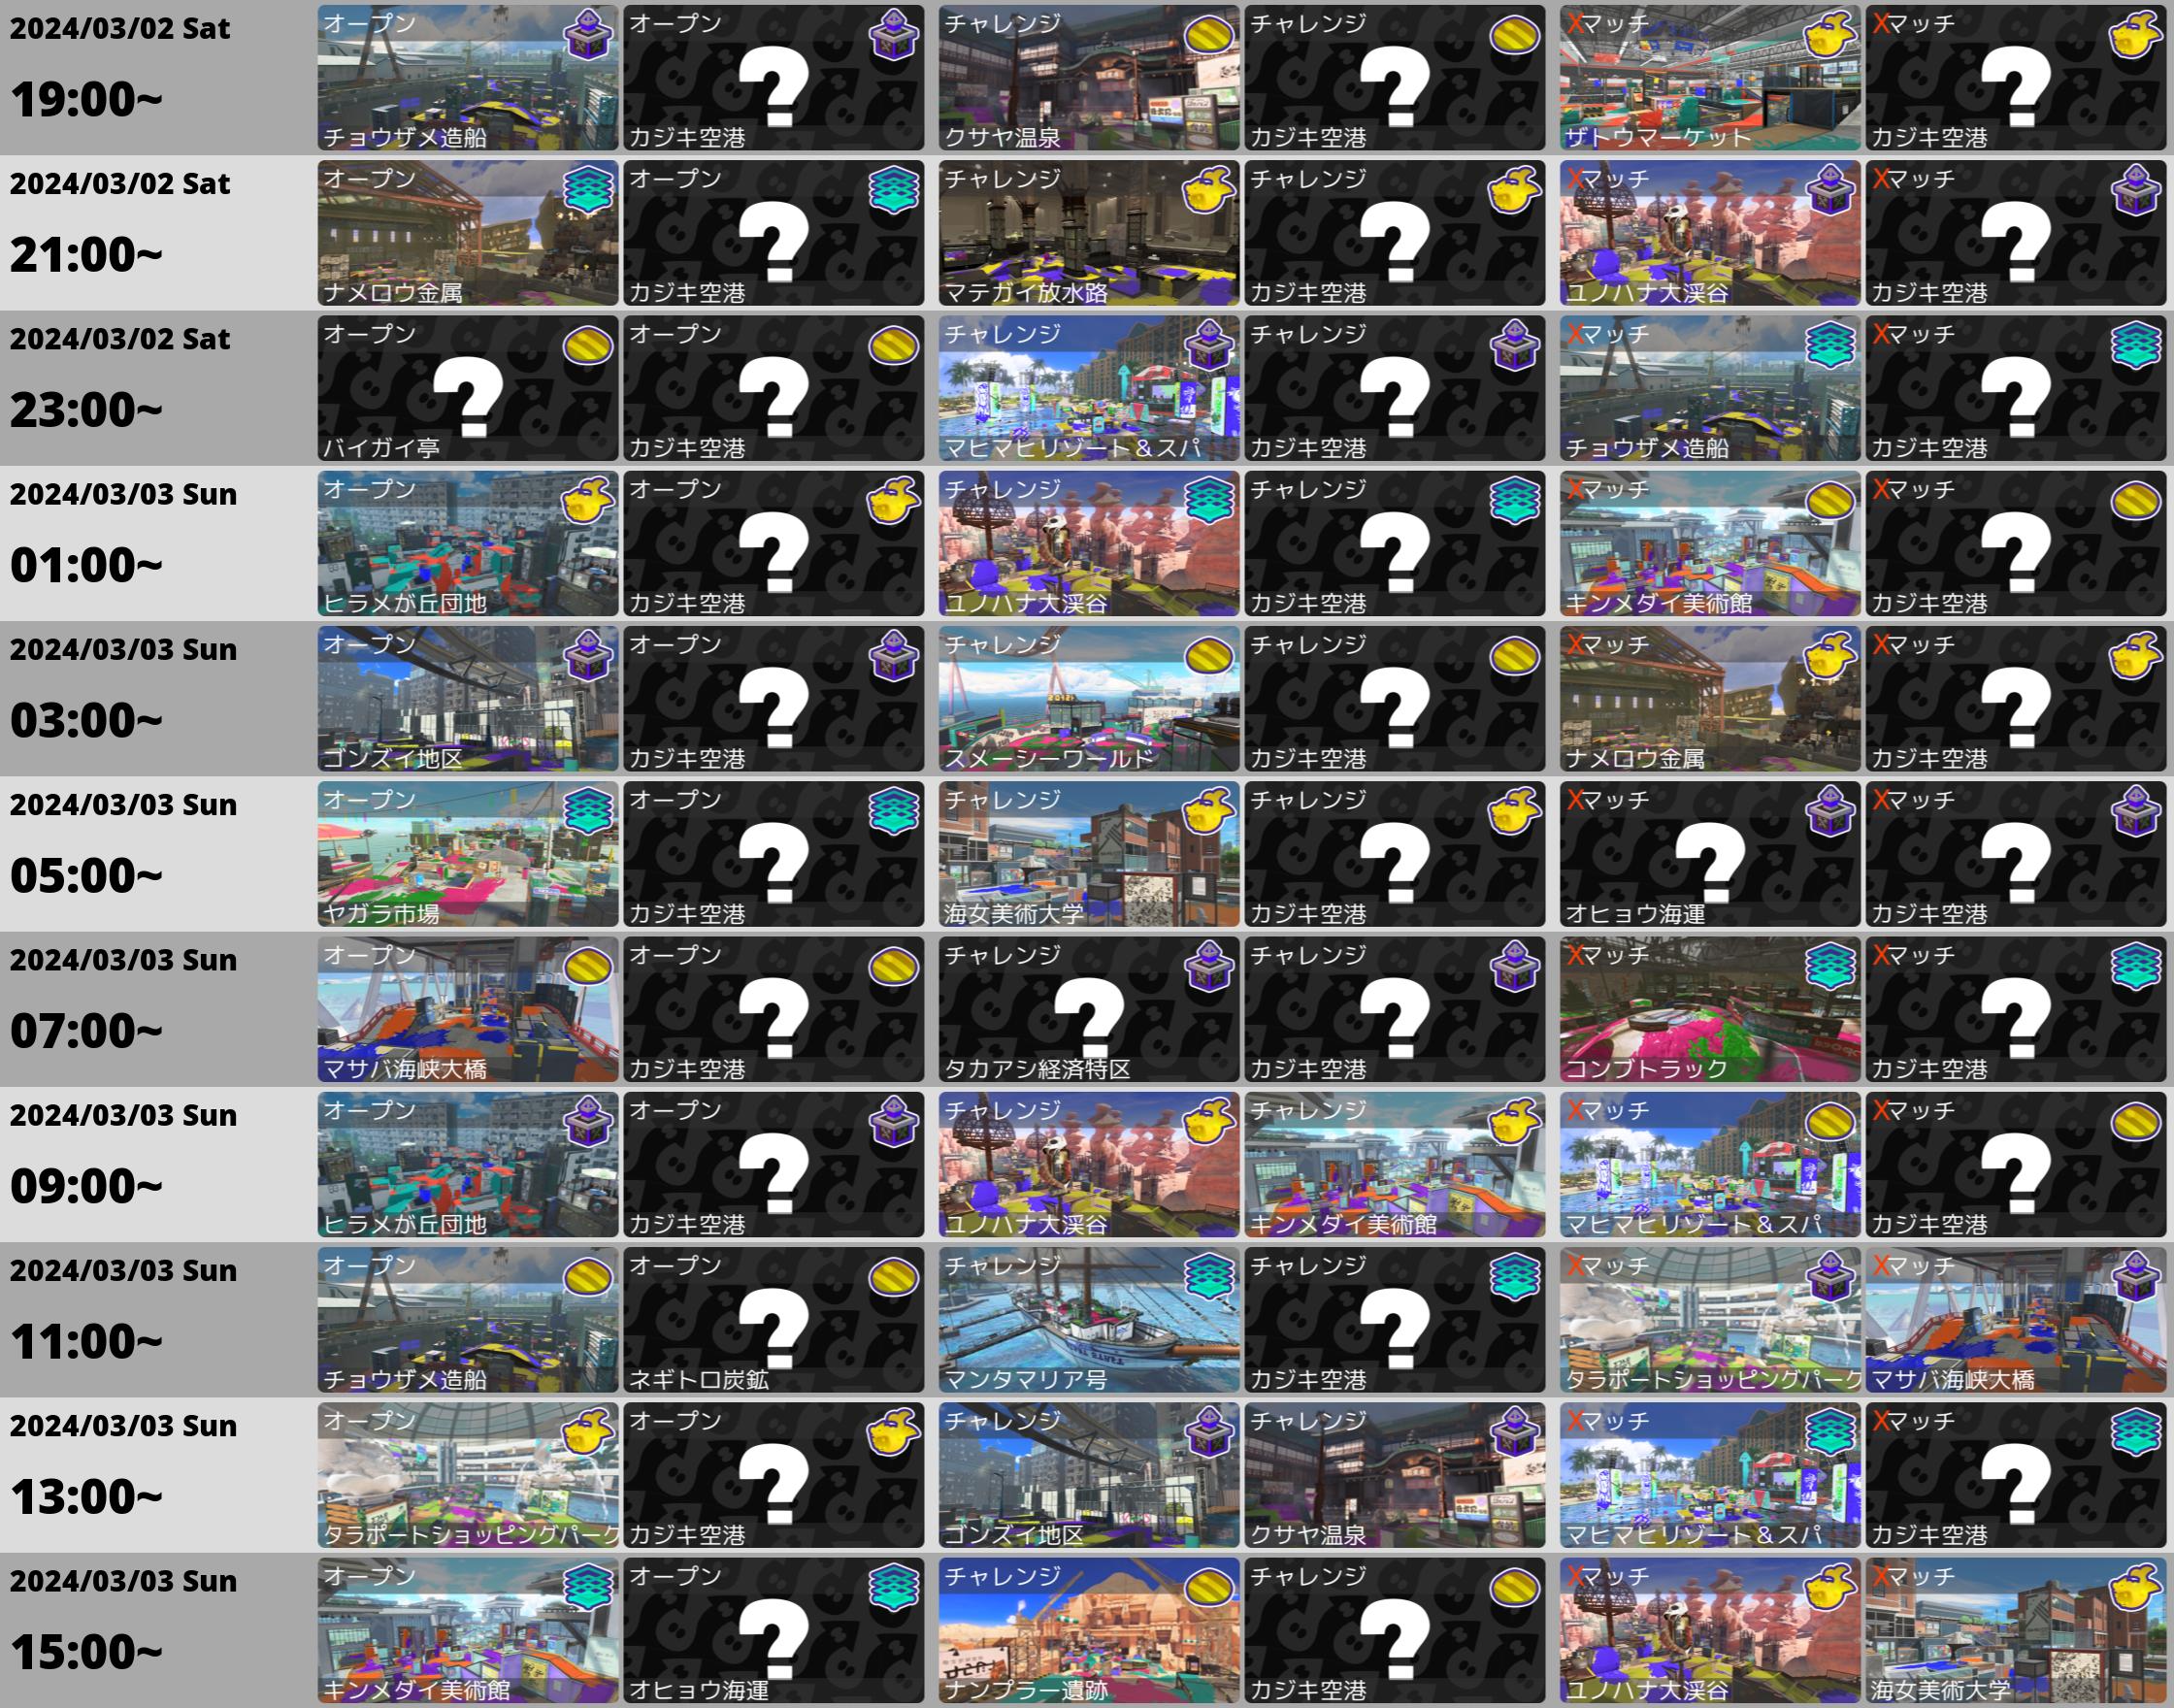 2024/03/02 Sat
19:00~
オープン
チョウザメ造船
オープン
カジキ空港
チャレンジ
クサヤ温泉
チャレンジ
カジキ空港
Xマッチ
ザトウマーケット
Xマッチ
カジキ空港
2024/03/02 Sat
21:00~
オープン
ナメロウ金属
オープン
カジキ空港
チャレンジ
マテガイ放水路
チャレンジ
カジキ空港
Xマッチ
ユノハナ大渓谷
Xマッチ
カジキ空港
2024/03/02 Sat
23:00~
オープン
バイガイ亭
オープン
カジキ空港
チャレンジ
マヒマヒリゾート&スパ
チャレンジ
カジキ空港
Xマッチ
チョウザメ造船
Xマッチ
カジキ空港
2024/03/03 Sun
01:00~
オープン
ヒラメが丘団地
オープン
カジキ空港
チャレンジ
ユノハナ大渓谷
チャレンジ
カジキ空港
Xマッチ
キンメダイ美術館
Xマッチ
カジキ空港
2024/03/03 Sun
03:00~
オープン
ゴンズイ地区
オープン
カジキ空港
チャレンジ
スメーシーワールド
チャレンジ
カジキ空港
Xマッチ
ナメロウ金属
Xマッチ
カジキ空港
2024/03/03 Sun
05:00~
オープン
ヤガラ市場
オープン
カジキ空港
チャレンジ
海女美術大学
チャレンジ
カジキ空港
Xマッチ
オヒョウ海運
Xマッチ
カジキ空港
2024/03/03 Sun
07:00~
オープン
マサバ海峡大橋
オープン
カジキ空港
チャレンジ
タカアシ経済特区
チャレンジ
カジキ空港
Xマッチ
コンブトラック
Xマッチ
カジキ空港
2024/03/03 Sun
09:00~
オープン
ヒラメが丘団地
オープン
カジキ空港
チャレンジ
ユノハナ大渓谷
チャレンジ
キンメダイ美術館
Xマッチ
マヒマヒリゾート&スパ
Xマッチ
カジキ空港
2024/03/03 Sun
11:00~
オープン
チョウザメ造船
オープン
ネギトロ炭鉱
チャレンジ
マンタマリア号
チャレンジ
カジキ空港
Xマッチ
タラポートショッピングパーク
Xマッチ
マサバ海峡大橋
2024/03/03 Sun
13:00~
オープン
タラポートショッピングパーク
オープン
カジキ空港
チャレンジ
ゴンズイ地区
チャレンジ
クサヤ温泉
Xマッチ
マヒマヒリゾート&スパ
Xマッチ
カジキ空港
2024/03/03 Sun
15:00~
オープン
キンメダイ美術館
オープン
オヒョウ海運
チャレンジ
ナンプラー遺跡
チャレンジ
カジキ空港
Xマッチ
ユノハナ大渓谷
Xマッチ
海女美術大学